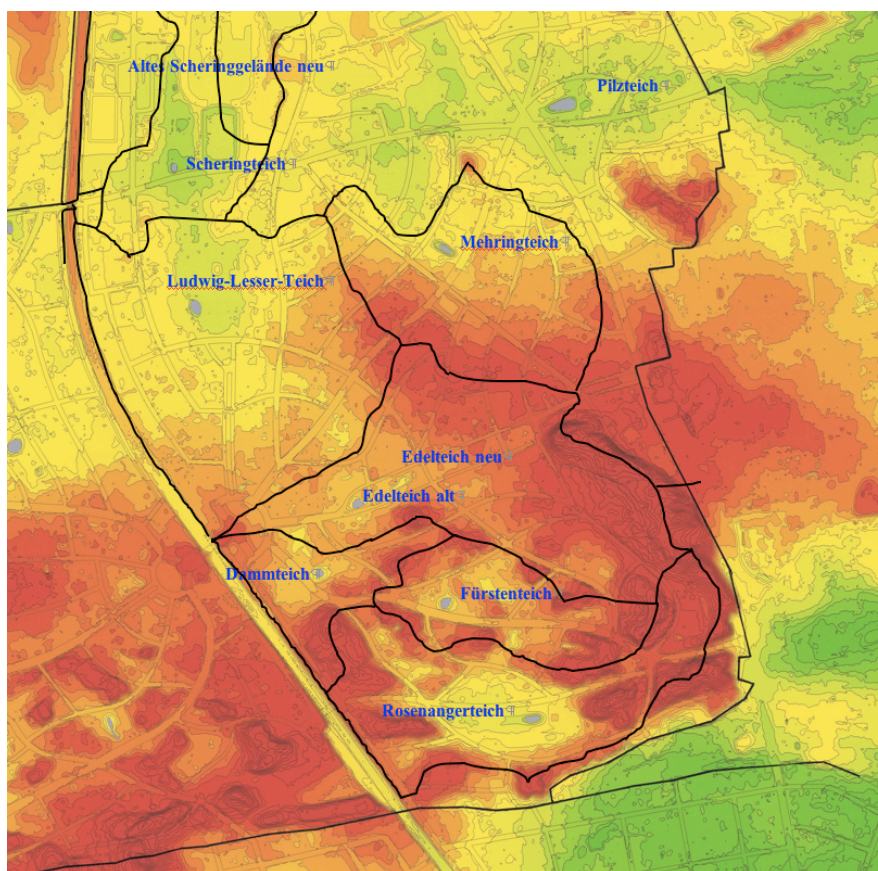 Altes Scheringgelände neu
Pilzteich
Scheringteich
Mehringteich
Ludwig-Lesser-Teich
Edelteich neu
Edelteich alt
Dammteich
Fürstenteich
Rosenangerteich